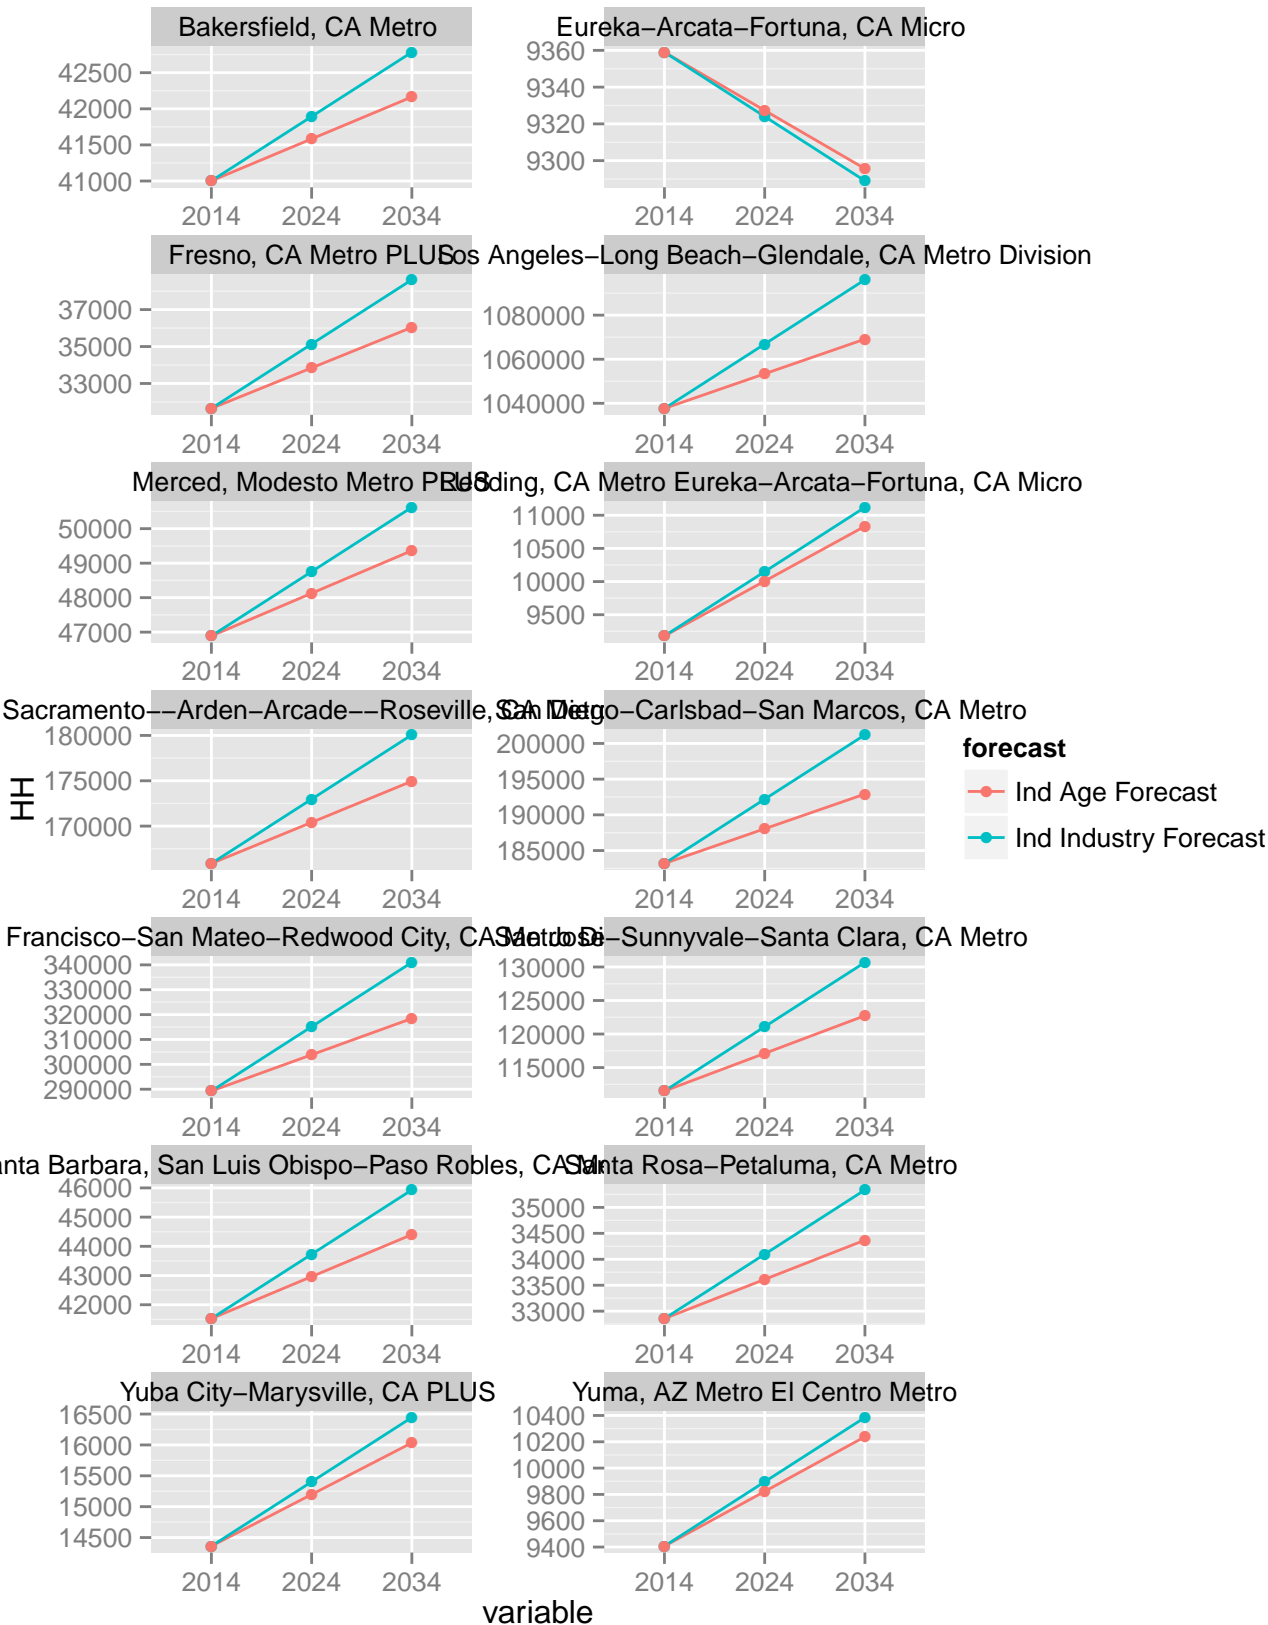 Bakersfield, CA Metro
42500
42000
41500
41000
2014 2024 2034
Eureka−Arcata−Fortuna, CA Micro
9360
9340
9320
9300
2014 2024 2034
Fresno, CA Metro PLUS
37000
35000
33000
2014 2024 2034
Los Angeles−Long Beach−Glendale, CA Metro Division
1080000
1060000
1040000
2014 2024 2034
Merced, Modesto Metro PLUS
50000
49000
48000
47000
2014 2024 2034
Redding, CA Metro Eureka−Arcata−Fortuna, CA Micro
11000
10500
10000
9500
2014 2024 2034
Sacramento−−Arden−Arcade−−Roseville, CA Metro
180000
175000
170000
2014 2024 2034
San Diego−Carlsbad−San Marcos, CA Metro
200000
195000
190000
185000
2014 2024 2034
Francisco−San Mateo−Redwood City, CA Metro Di
340000
330000
320000
310000
300000
290000
2014 2024 2034
San Jose−Sunnyvale−Santa Clara, CA Metro
130000
125000
120000
115000
2014 2024 2034
nta Barbara, San Luis Obispo−Paso Robles, CA
46000
45000
44000
43000
42000
2014 2024 2034
Santa Rosa−Petaluma, CA Metro
35000
34500
34000
33500
33000
2014 2024 2034
Yuba City−Marysville, CA PLUS
16500
16000
15500
15000
14500
2014 2024 2034
Yuma, AZ Metro El Centro Metro
10400
10200
10000
9800
9600
9400
2014 2024 2034
HH
variable
forecast
Ind Age Forecast
Ind Industry Forecast